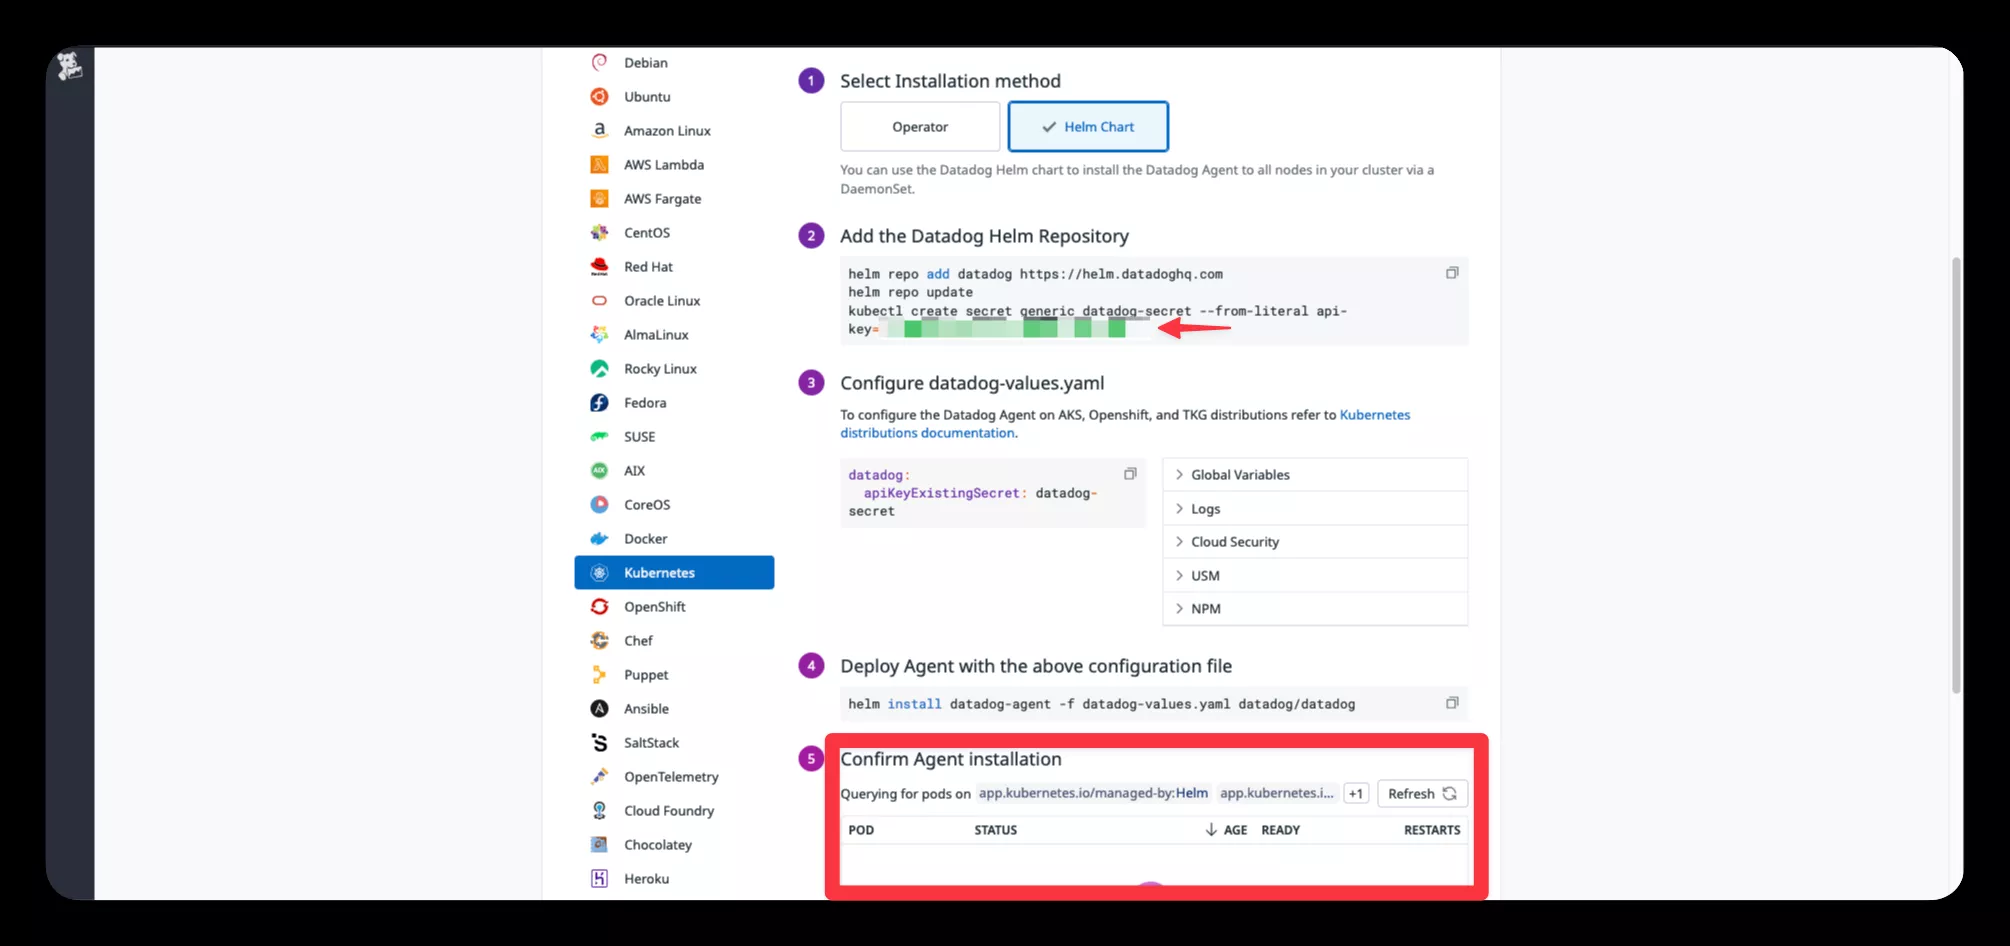 Debian
Ubuntu
Amazon Linux
AWS Lambda
AWS Fargate
CentOS
Red Hat
Oracle Linux
AlmaLinux
Rocky Linux
Fedora
SUSE
AIX
CoreOS
Docker
Kubernetes
OpenShift
Chef
Puppet
Ansible
SaltStack
OpenTelemetry
Cloud Foundry
Chocolatey
Heroku
1 Select Installation method
Operator
Helm Chart
You can use the Datadog Helm chart to install the Datadog Agent to all nodes in your cluster via a
DaemonSet.
2 Add the Datadog Helm Repository
helm repo add datadog https://helm.datadoghq.com
helm repo update
kubectl create secret generic datadog-secret --from-literal api-
key=
3 Configure datadog-values.yaml
To configure the Datadog Agent on AKS, Openshift, and TKG distributions refer to Kubernetes
distributions documentation.
datadog:
apiKeyExistingSecret: datadog-
secret
Global Variables
Logs
Cloud Security
USM
NPM
4 Deploy Agent with the above configuration file
helm install datadog-agent -f datadog-values.yaml datadog/datadog
5 Confirm Agent installation
Querying for pods on app.kubernetes.io/managed-by:Helm app.kubernetes.i... +1 Refresh
POD STATUS AGE READY RESTARTS